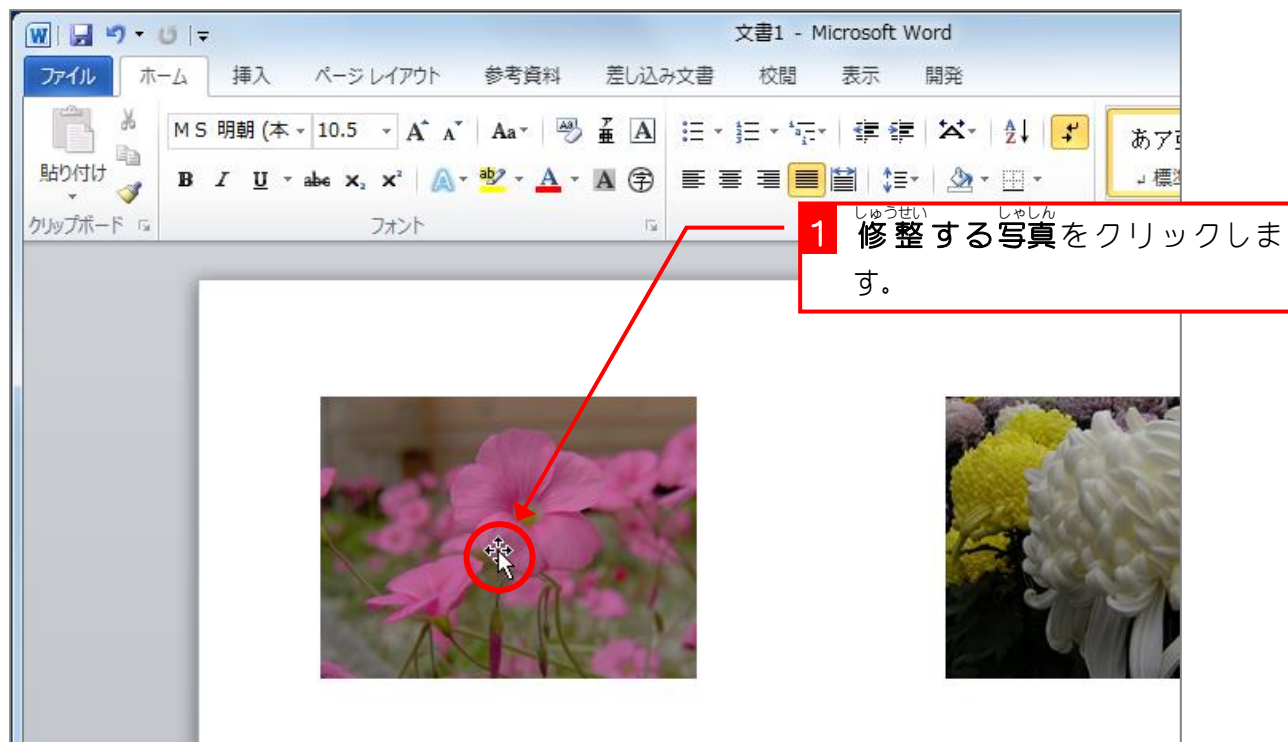 文書1 - Microsoft Word
ファイル ホーム 挿入 ページ レイアウト 参考資料 差し込み文書 校閲 表示 開発
ＭＳ 明朝 (本 10.5 Aa
貼り付け
B I U abc x₂ x² ab A A 字
あア
標準
クリップボード フォント
しゅうせい しゃしん
1 修整する写真をクリックしま
す。